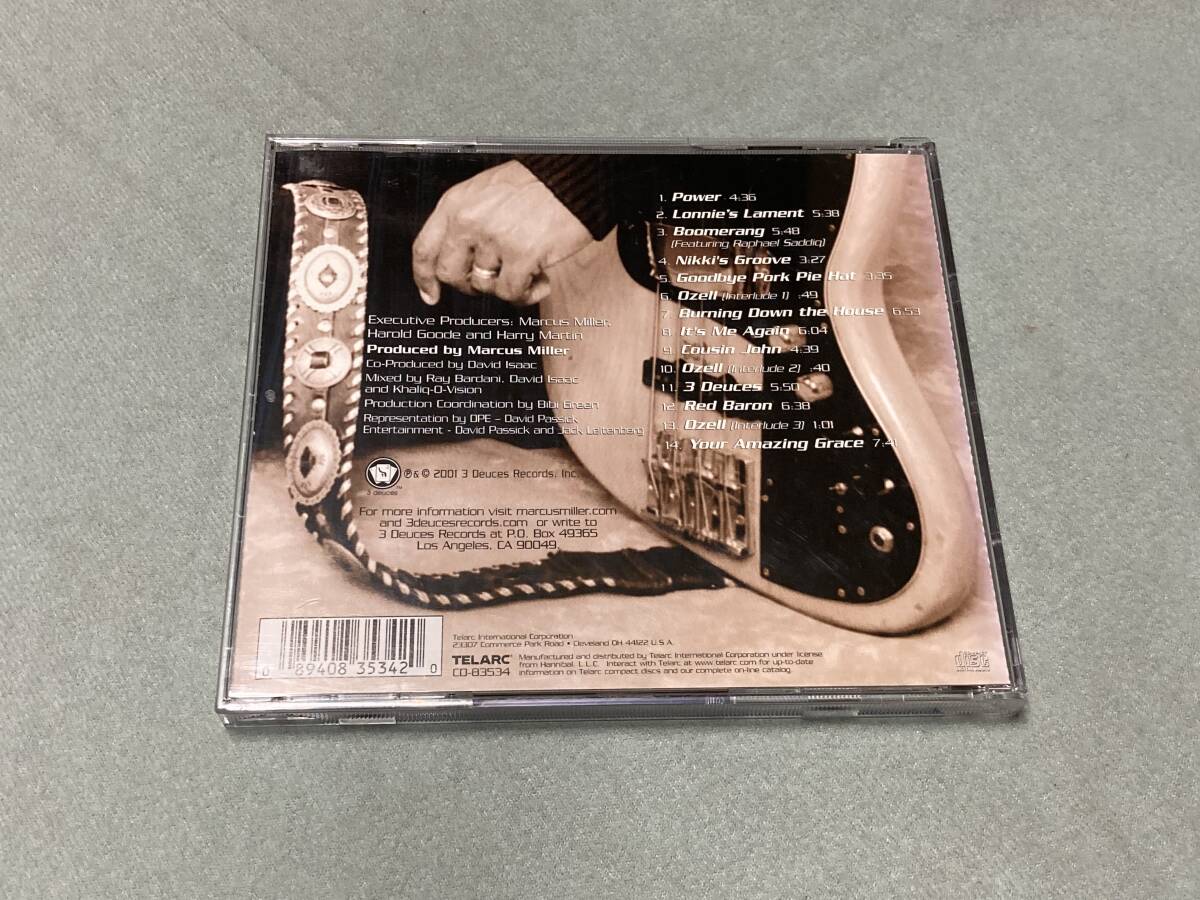 1. Power 4:36
2. Lonnie's Lament 5:38
3. Boomerang 5:48
(Featuring Raphael Saddiq)
4. Nikki's Groove 3:27
5. Goodbye Pork Pie Hat 3:35
6. Ozell (Interlude 1) :49
7. Burning Down the House 6:53
8. It's Me Again 6:04
9. Cousin John 4:39
10. Ozell (Interlude 2) :40
11. 3 Deuces 5:50
12. Red Baron 6:38
13. Ozell (Interlude 3) 1:01
14. Your Amazing Grace 7:41
Executive Producers: Marcus Miller,
Harold Goode and Harry Martin
Produced by Marcus Miller
Co-Produced by David Isaac
Mixed by Ray Bardani, David Isaac
and Khaliq-O-Vision
Production Coordination by Bibi Green
Representation by DPE – David Passick
Entertainment - David Passick and Jack Leitenberg
3 deuces™
℗ & © 2001 3 Deuces Records, Inc.
For more information visit marcusmiller.com
and 3deucesrecords.com or write to
3 Deuces Records at P.O. Box 49365
Los Angeles, CA 90049.
0 89408 35342 0
Telarc International Corporation
23307 Commerce Park Road • Cleveland OH 44122 U.S.A.
TELARC®
CD-83534
Manufactured and distributed by Telarc International Corporation under license
from Hannibal, L.L.C. Interact with Telarc at www.telarc.com for up-to-date
information on Telarc compact discs and our complete on-line catalog.